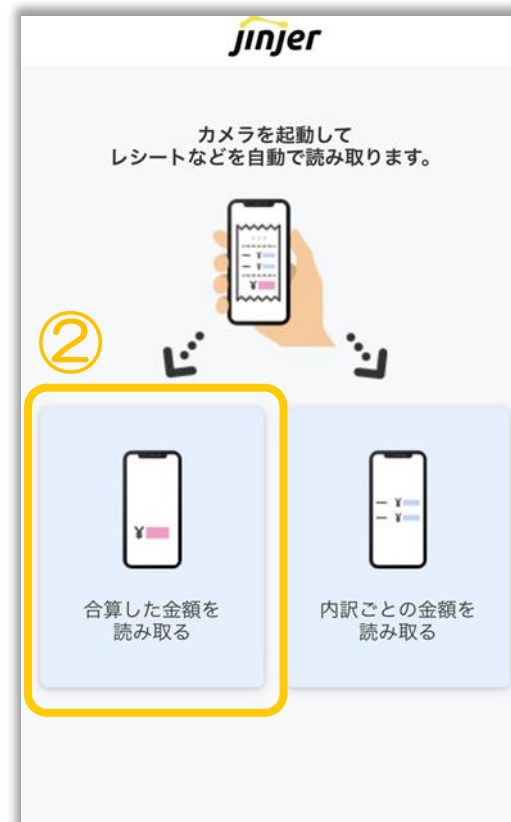 jinjer
カメラを起動して
レシートなどを自動で読み取ります。
— ¥
— ¥
¥
②
¥
— ¥
— ¥
合算した金額を
読み取る
内訳ごとの金額を
読み取る